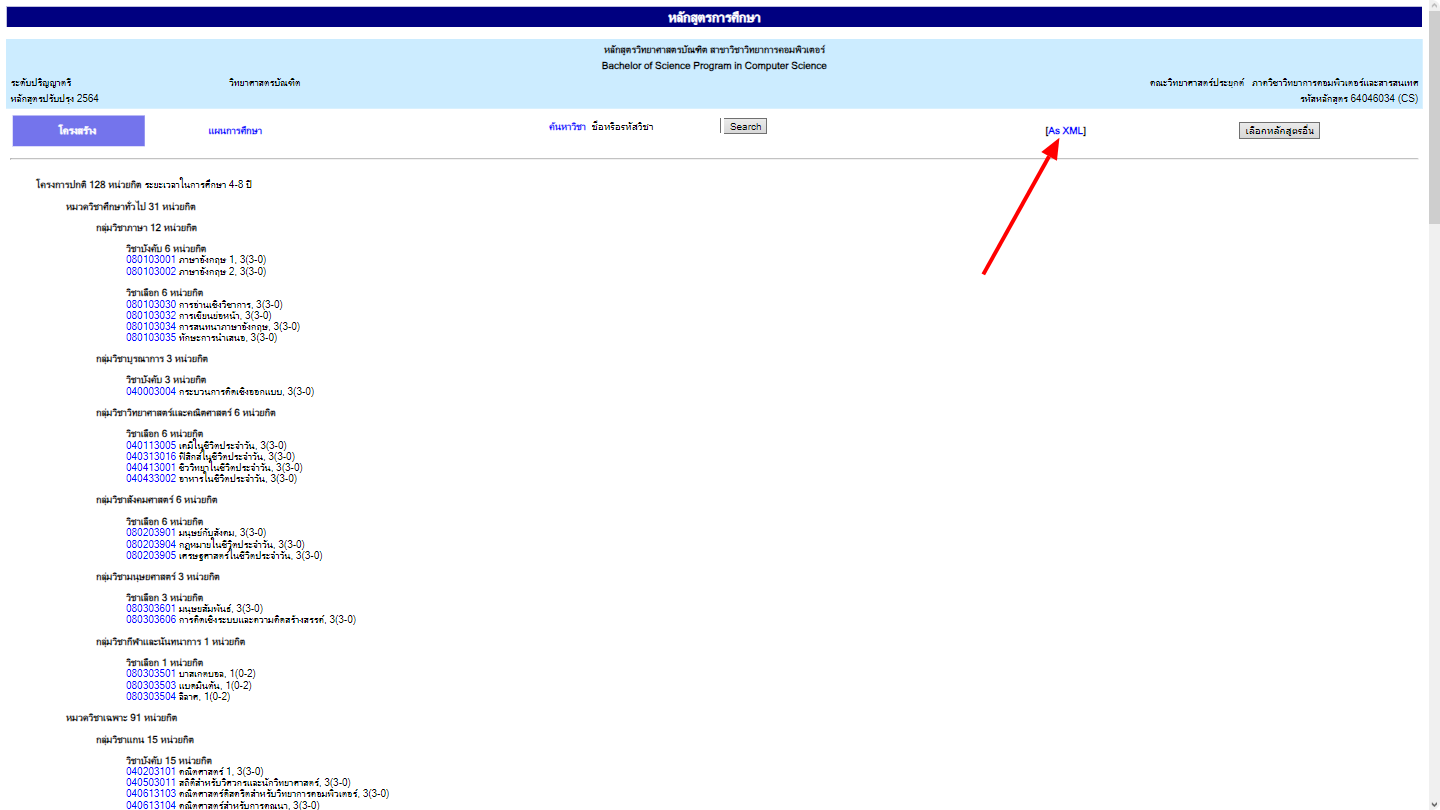 หลักสูตรการศึกษา
หลักสูตรวิทยาศาสตรบัณฑิต สาขาวิชาวิทยาการคอมพิวเตอร์
Bachelor of Science Program in Computer Science
ระดับปริญญาตรี วิทยาศาสตรบัณฑิต คณะวิทยาศาสตร์ประยุกต์ ภาควิชาวิทยาการคอมพิวเตอร์และสารสนเทศ
หลักสูตรปรับปรุง 2564 รหัสหลักสูตร 64046034 (CS)
โครงสร้าง แผนการศึกษา ค้นหาวิชา ชื่อหรือรหัสวิชา Search [As XML] เลือกหลักสูตรอื่น
โครงการปกติ 128 หน่วยกิต ระยะเวลาในการศึกษา 4-8 ปี
หมวดวิชาศึกษาทั่วไป 31 หน่วยกิต
กลุ่มวิชาภาษา 12 หน่วยกิต
วิชาบังคับ 6 หน่วยกิต
080103001 ภาษาอังกฤษ 1, 3(3-0)
080103002 ภาษาอังกฤษ 2, 3(3-0)
วิชาเลือก 6 หน่วยกิต
080103030 การอ่านเชิงวิชาการ, 3(3-0)
080103032 การเขียนย่อหน้า, 3(3-0)
080103034 การสนทนาภาษาอังกฤษ, 3(3-0)
080103035 ทักษะการนำเสนอ, 3(3-0)
กลุ่มวิชาบูรณาการ 3 หน่วยกิต
วิชาบังคับ 3 หน่วยกิต
040003004 กระบวนการคิดเชิงออกแบบ, 3(3-0)
กลุ่มวิชาวิทยาศาสตร์และคณิตศาสตร์ 6 หน่วยกิต
วิชาเลือก 6 หน่วยกิต
040113005 เคมีในชีวิตประจำวัน, 3(3-0)
040313016 ฟิสิกส์ในชีวิตประจำวัน, 3(3-0)
040413001 ชีววิทยาในชีวิตประจำวัน, 3(3-0)
040433002 อาหารในชีวิตประจำวัน, 3(3-0)
กลุ่มวิชาสังคมศาสตร์ 6 หน่วยกิต
วิชาเลือก 6 หน่วยกิต
080203901 มนุษย์กับสังคม, 3(3-0)
080203904 กฎหมายในชีวิตประจำวัน, 3(3-0)
080203905 เศรษฐศาสตร์ในชีวิตประจำวัน, 3(3-0)
กลุ่มวิชามนุษยศาสตร์ 3 หน่วยกิต
วิชาเลือก 3 หน่วยกิต
080303601 มนุษยสัมพันธ์, 3(3-0)
080303606 การคิดเชิงระบบและความคิดสร้างสรรค์, 3(3-0)
กลุ่มวิชากีฬาและนันทนาการ 1 หน่วยกิต
วิชาเลือก 1 หน่วยกิต
080303501 บาสเกตบอล, 1(0-2)
080303503 แบดมินตัน, 1(0-2)
080303504 ลีลาศ, 1(0-2)
หมวดวิชาเฉพาะ 91 หน่วยกิต
กลุ่มวิชาแกน 15 หน่วยกิต
วิชาบังคับ 15 หน่วยกิต
040203101 คณิตศาสตร์ 1, 3(3-0)
040503011 สถิติสำหรับวิศวกรและนักวิทยาศาสตร์, 3(3-0)
040613103 คณิตศาสตร์ดิสครีตสำหรับวิทยาการคอมพิวเตอร์, 3(3-0)
040613104 คณิตศาสตร์สำหรับการคณนา, 3(3-0)